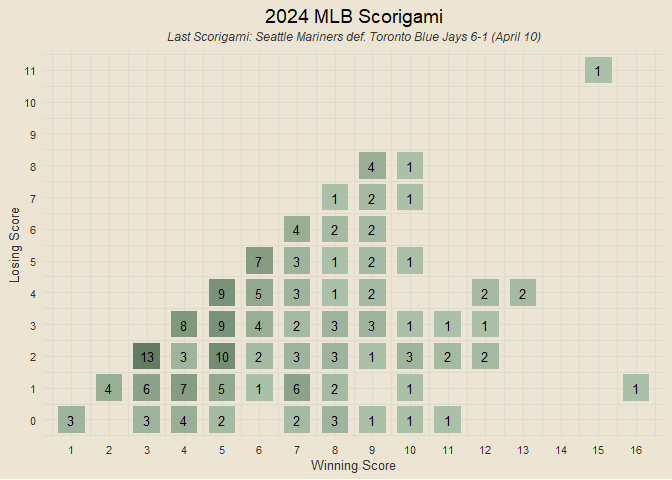 2024 MLB Scorigami
Last Scorigami: Seattle Mariners def. Toronto Blue Jays 6-1 (April 10)
11 1
10
9
8 4 1
7 1 2 1
6 4 2 2
5 7 3 1 2 1
4 9 5 3 1 2 2 2
3 8 9 4 2 3 3 1 1 1
2 13 3 10 2 3 3 1 3 2 2
1 4 6 7 5 1 6 2 1 1
0 3 3 4 2 2 3 1 1 1
1 2 3 4 5 6 7 8 9 10 11 12 13 14 15 16
Winning Score
Losing Score